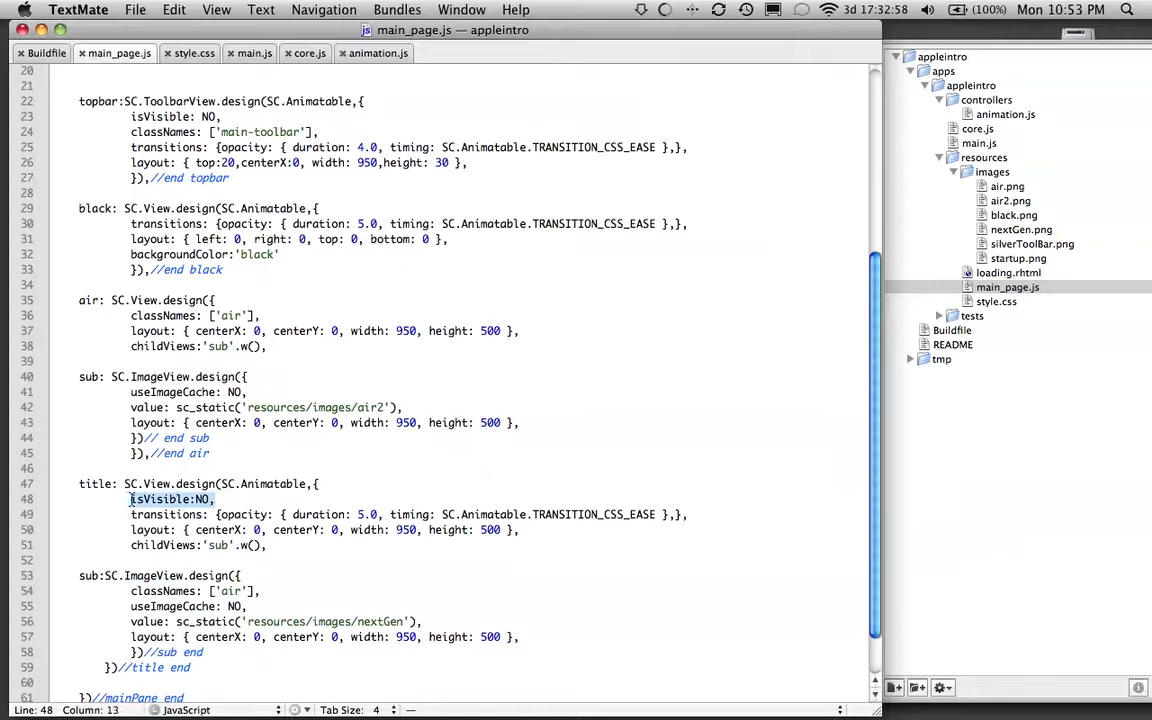 TextMate File Edit View Text Navigation Bundles Window Help 3d 17:32:58 (100%) Mon 10:53 PM
main_page.js — appleintro
Buildfile main_page.js style.css main.js core.js animation.js
20
21
22 topbar:SC.ToolbarView.design(SC.Animatable,{
23 isVisible: NO,
24 classNames: ['main-toolbar'],
25 transitions: {opacity: { duration: 4.0, timing: SC.Animatable.TRANSITION_CSS_EASE },},
26 layout: { top:20,centerX:0, width: 950,height: 30 },
27 }),//end topbar
28
29 black: SC.View.design(SC.Animatable,{
30 transitions: {opacity: { duration: 5.0, timing: SC.Animatable.TRANSITION_CSS_EASE },},
31 layout: { left: 0, right: 0, top: 0, bottom: 0 },
32 backgroundColor:'black'
33 }),//end black
34
35 air: SC.View.design({
36 classNames: ['air'],
37 layout: { centerX: 0, centerY: 0, width: 950, height: 500 },
38 childViews:'sub'.w(),
39
40 sub: SC.ImageView.design({
41 useImageCache: NO,
42 value: sc_static('resources/images/air2'),
43 layout: { centerX: 0, centerY: 0, width: 950, height: 500 },
44 })// end sub
45 }),//end air
46
47 title: SC.View.design(SC.Animatable,{
48 isVisible:NO,
49 transitions: {opacity: { duration: 5.0, timing: SC.Animatable.TRANSITION_CSS_EASE },},
50 layout: { centerX: 0, centerY: 0, width: 950, height: 500 },
51 childViews:'sub'.w(),
52
53 sub:SC.ImageView.design({
54 classNames: ['air'],
55 useImageCache: NO,
56 value: sc_static('resources/images/nextGen'),
57 layout: { centerX: 0, centerY: 0, width: 950, height: 500 },
58 })//sub end
59 })//title end
60
61 })//mainPane end
Line: 48 Column: 13 JavaScript Tab Size: 4 —
appleintro
apps
appleintro
controllers
animation.js
core.js
main.js
resources
images
air.png
air2.png
black.png
nextGen.png
silverToolBar.png
startup.png
loading.rhtml
main_page.js
style.css
tests
Buildfile
README
tmp